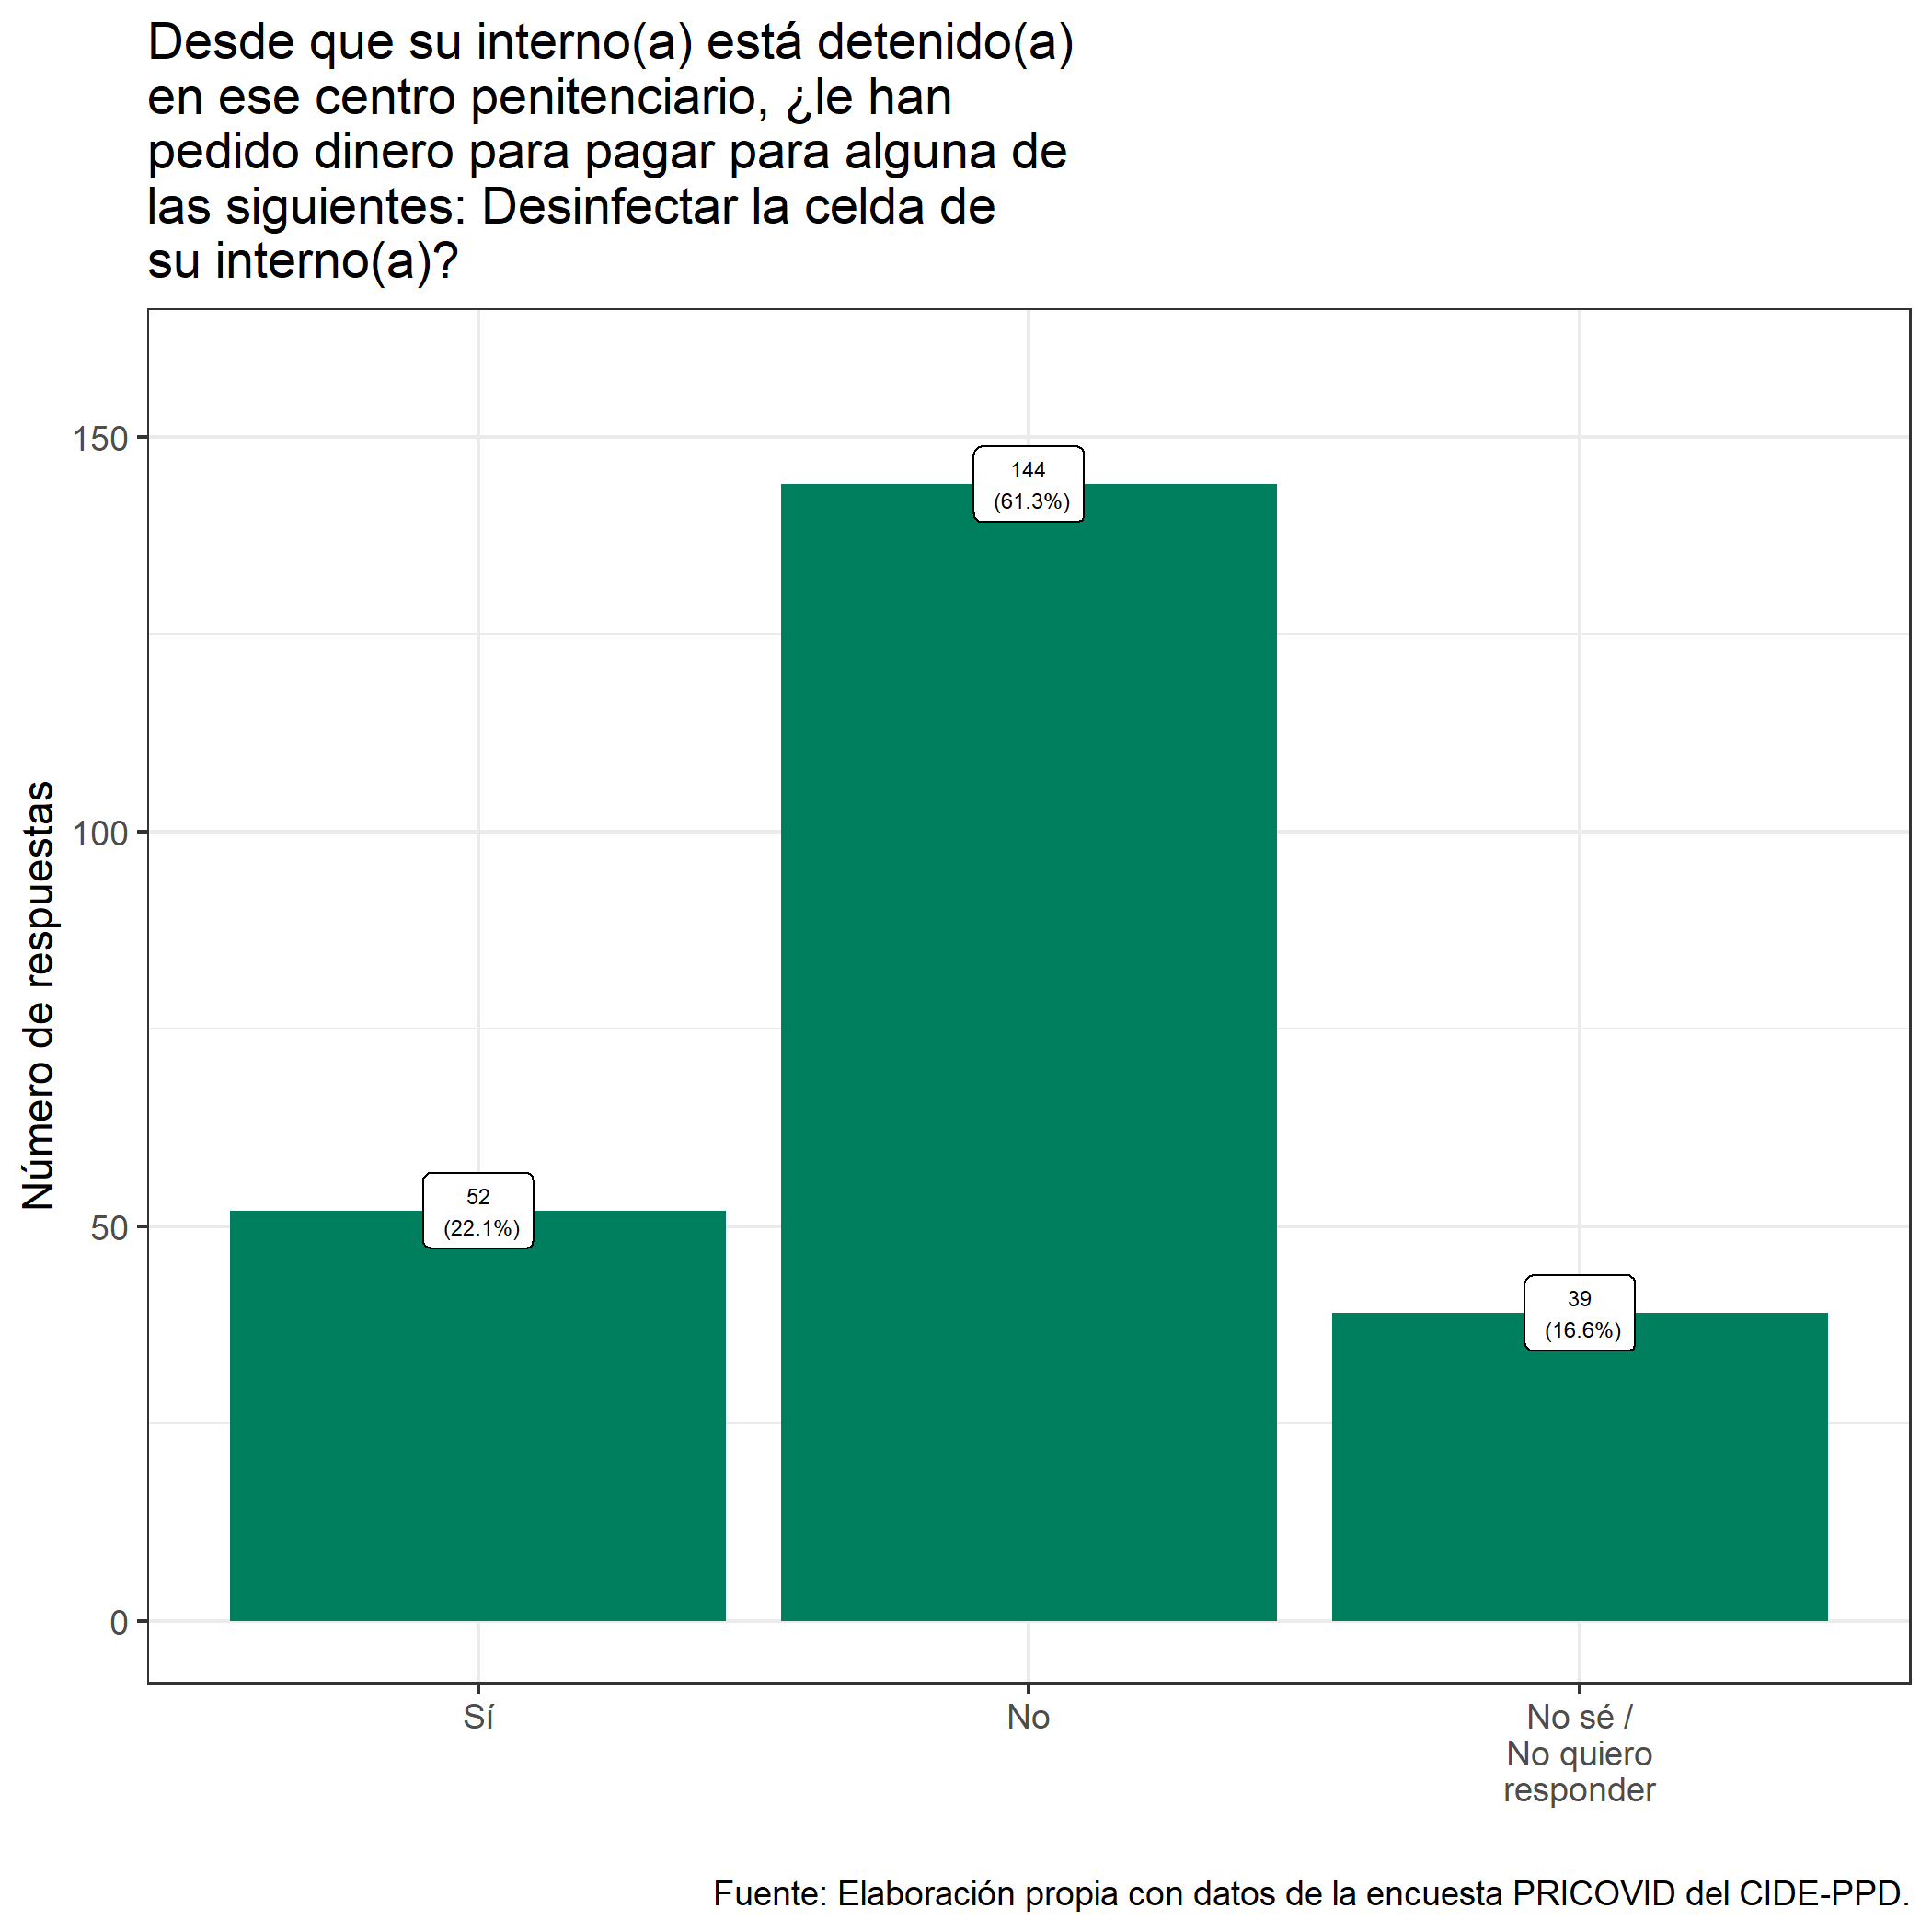 Desde que su interno(a) está detenido(a)
en ese centro penitenciario, ¿le han
pedido dinero para pagar para alguna de
las siguientes: Desinfectar la celda de
su interno(a)?
Número de respuestas
150
100
50
0
144
(61.3%)
52
(22.1%)
39
(16.6%)
Sí
No
No sé /
No quiero
responder
Fuente: Elaboración propia con datos de la encuesta PRICOVID del CIDE-PPD.